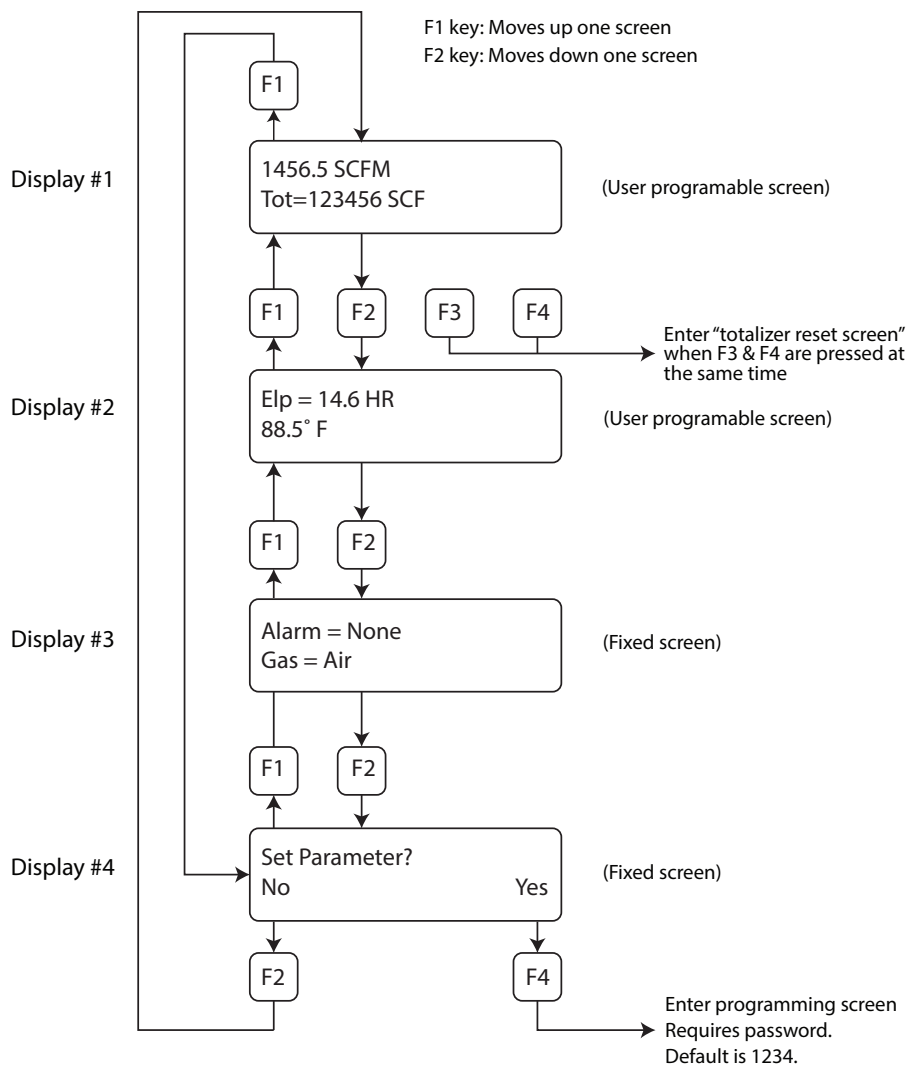 F1 key: Moves up one screen
F2 key: Moves down one screen
F1
Display #1
1456.5 SCFM
Tot=123456 SCF
(User programable screen)
F1
F2
F3
F4
Enter “totalizer reset screen”
when F3 & F4 are pressed at
the same time
Display #2
Elp = 14.6 HR
88.5° F
(User programable screen)
F1
F2
Display #3
Alarm = None
Gas = Air
(Fixed screen)
F1
F2
Display #4
Set Parameter?
No Yes
(Fixed screen)
F2
F4
Enter programming screen
Requires password.
Default is 1234.